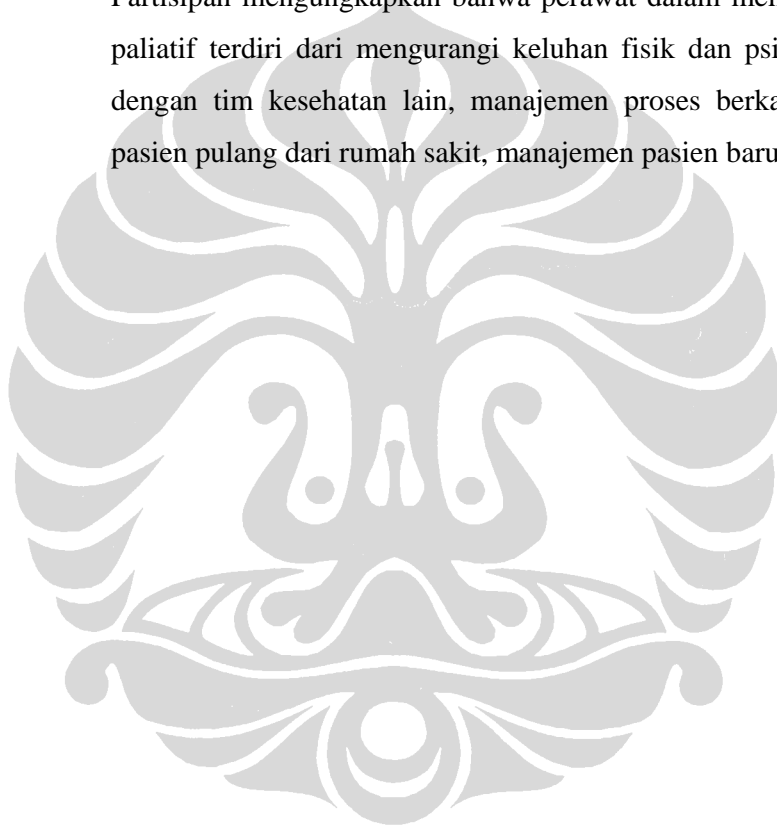 Partisipan mengungkapkan bahwa perawat dalam
paliatif terdiri dari mengurangi keluhan fisik dan
dengan tim kesehatan lain, manajemen proses
pasien pulang dari rumah sakit, manajemen pasien baru